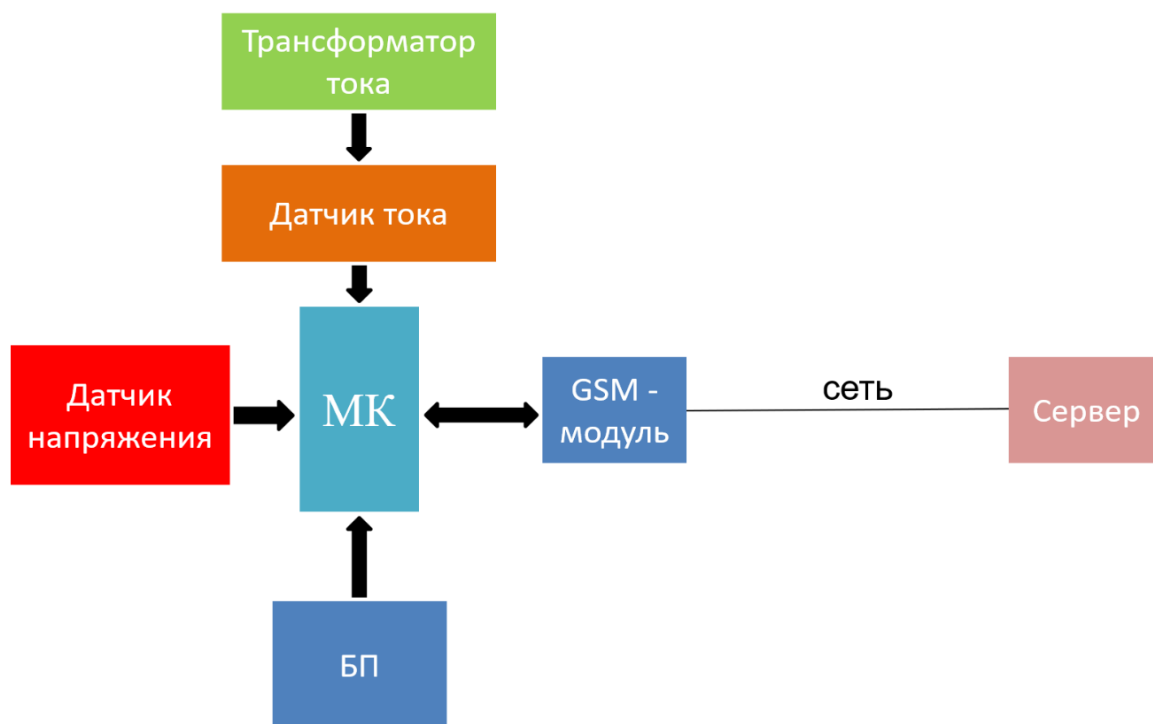 Трансформатор
тока
Датчик тока
Датчик
напряжения
МК
GSM -
модуль
сеть
Сервер
БП